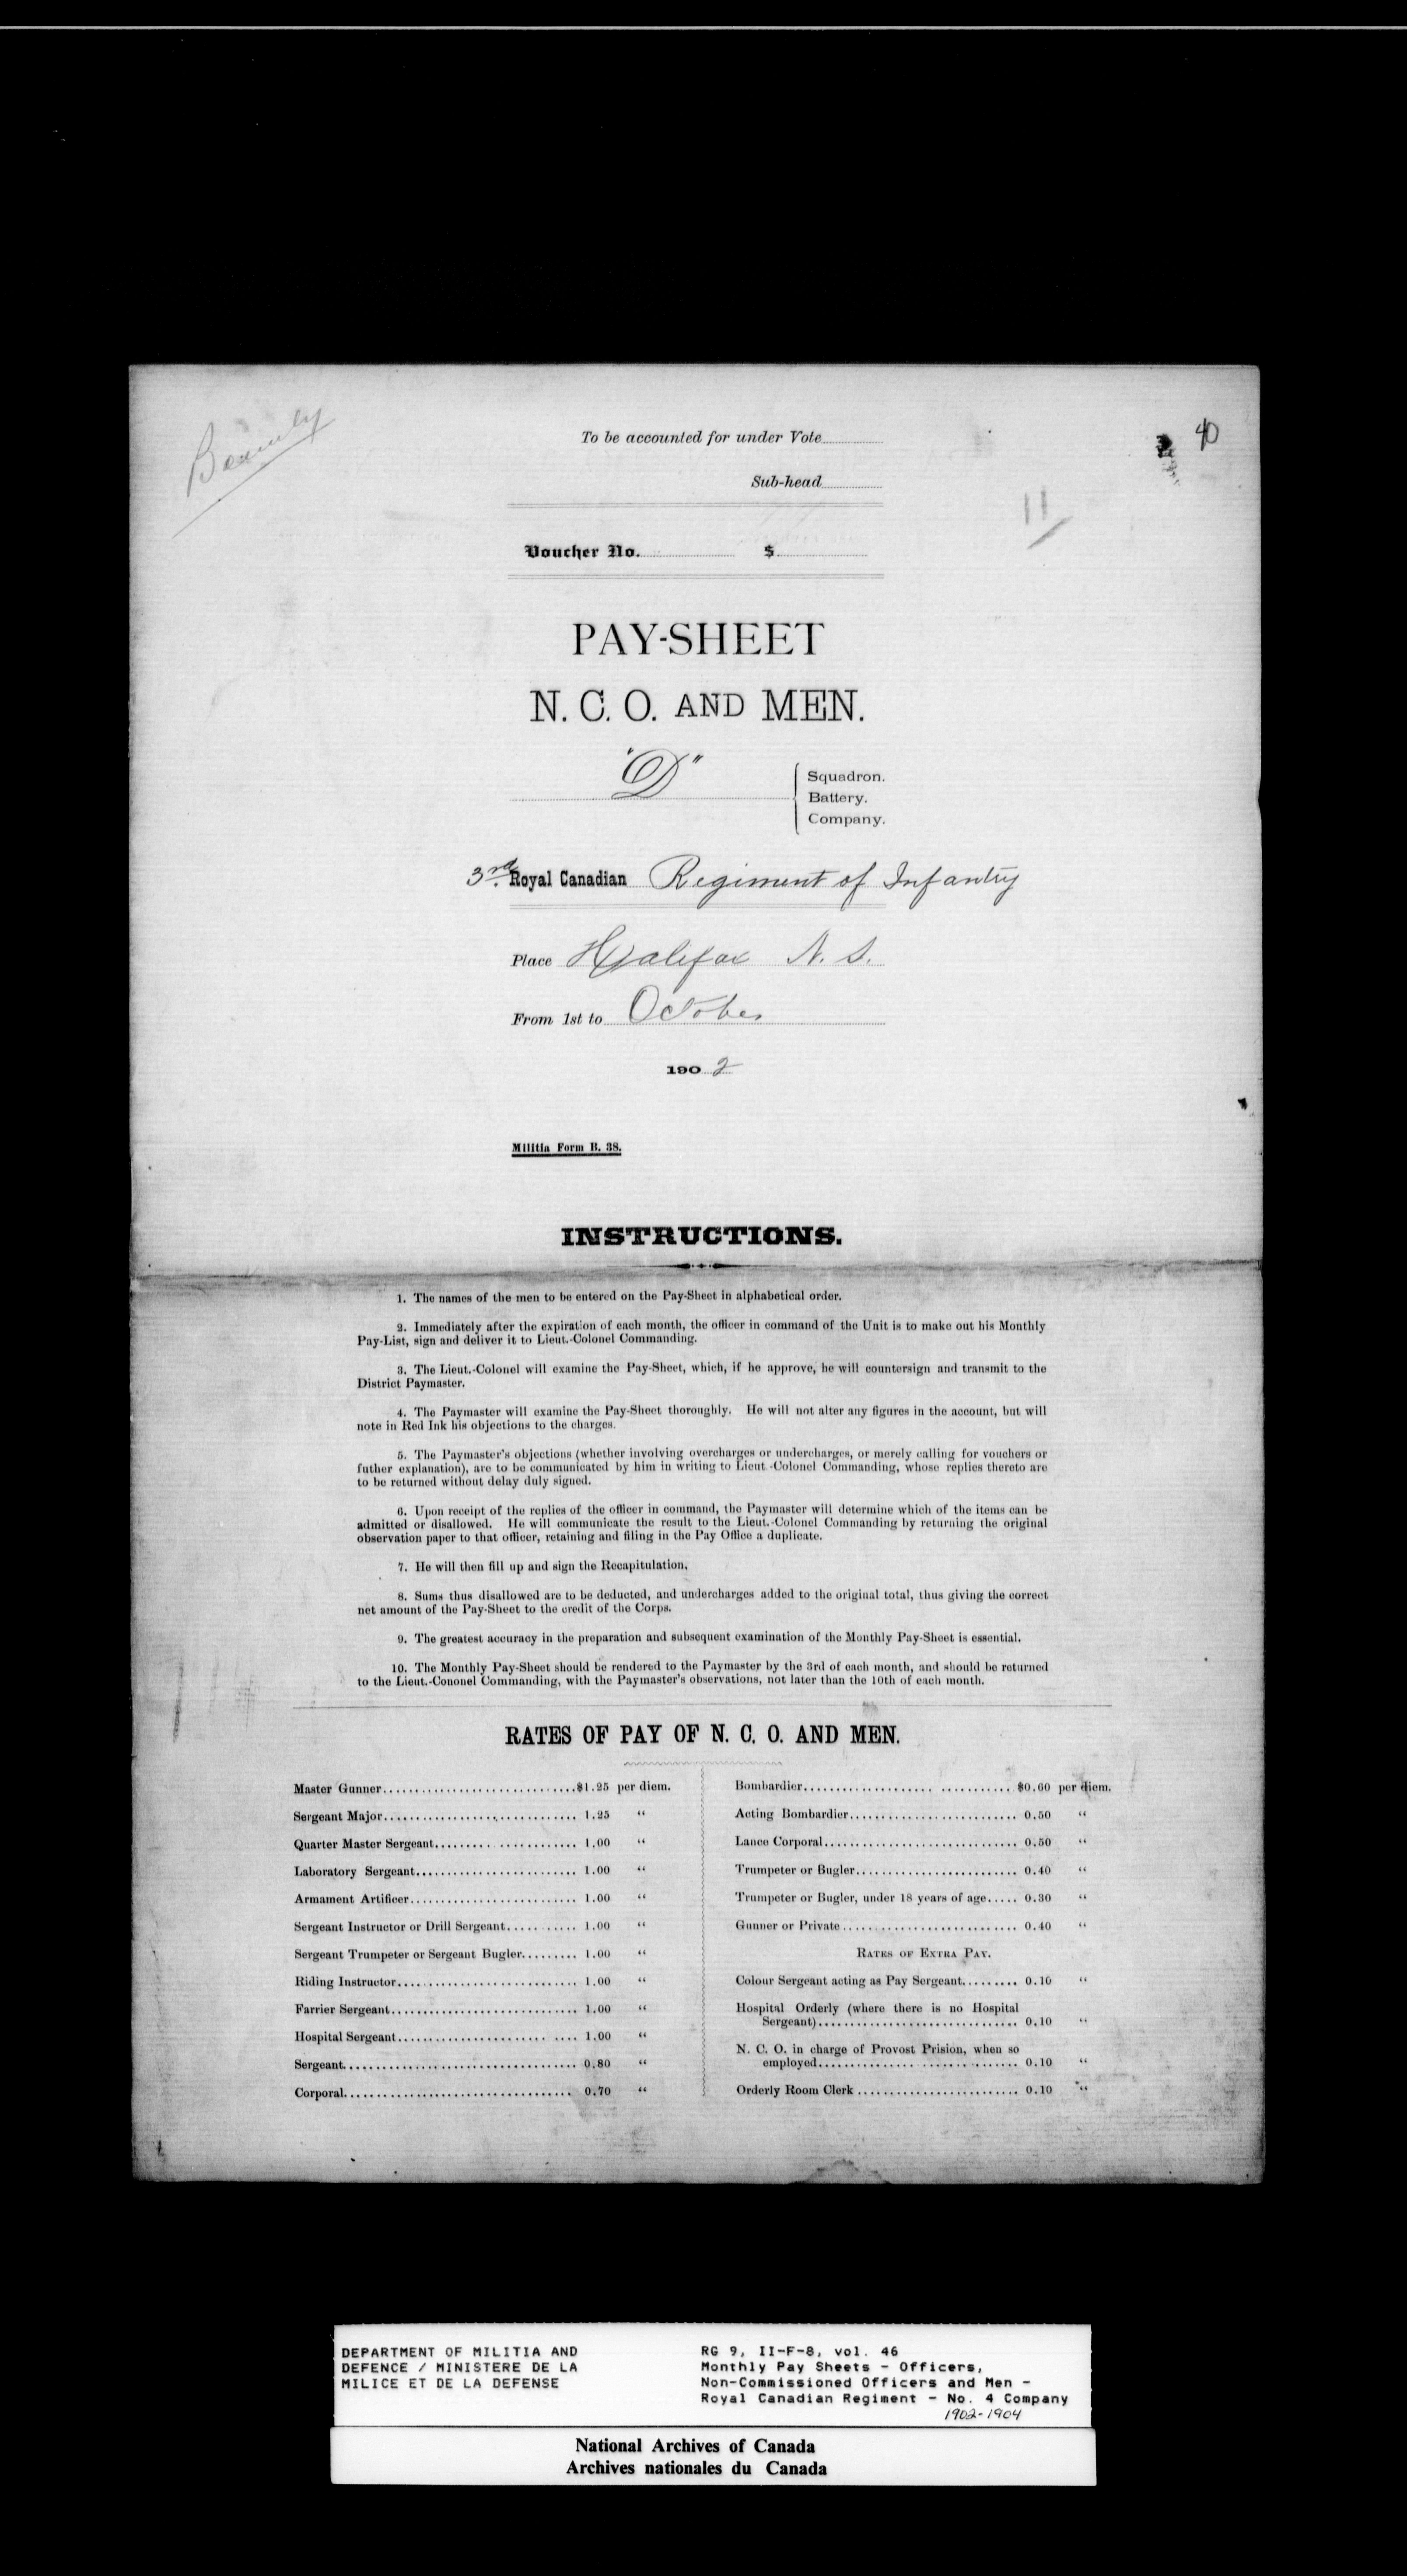 40
To be accounted for under Vote
Sub-head
11
Voucher No. $
PAY-SHEET
N. C. O. AND MEN.
"D"
Squadron.
Battery.
Company.
3rd Royal Canadian Regiment of Infantry
Place Halifax N. S.
From 1st to October
190 2
Militia Form B. 38.
INSTRUCTIONS.
1. The names of the men to be entered on the Pay-Sheet in alphabetical order.
2. Immediately after the expiration of each month, the officer in command of the Unit is to make out his Monthly
Pay-List, sign and deliver it to Lieut.-Colonel Commanding.
3. The Lieut.-Colonel will examine the Pay-Sheet, which, if he approve, he will countersign and transmit to the
District Paymaster.
4. The Paymaster will examine the Pay-Sheet thoroughly. He will not alter any figures in the account, but will
note in Red Ink his objections to the charges.
5. The Paymaster's objections (whether involving overcharges or undercharges, or merely calling for vouchers or
futher explanation), are to be communicated by him in writing to Lieut.-Colonel Commanding, whose replies thereto are
to be returned without delay duly signed.
6. Upon receipt of the replies of the officer in command, the Paymaster will determine which of the items can be
admitted or disallowed. He will communicate the result to the Lieut.-Colonel Commanding by returning the original
observation paper to that officer, retaining and filing in the Pay Office a duplicate.
7. He will then fill up and sign the Recapitulation.
8. Sums thus disallowed are to be deducted, and undercharges added to the original total, thus giving the correct
net amount of the Pay-Sheet to the credit of the Corps.
9. The greatest accuracy in the preparation and subsequent examination of the Monthly Pay-Sheet is essential.
10. The Monthly Pay-Sheet should be rendered to the Paymaster by the 3rd of each month, and should be returned
to the Lieut.-Cononel Commanding, with the Paymaster's observations, not later than the 10th of each month.
RATES OF PAY OF N. C. O. AND MEN.
Master Gunner $1.25 per diem.
Sergeant Major 1.25 "
Quarter Master Sergeant 1.00 "
Laboratory Sergeant 1.00 "
Armament Artificer 1.00 "
Sergeant Instructor or Drill Sergeant 1.00 "
Sergeant Trumpeter or Sergeant Bugler 1.00 "
Riding Instructor 1.00 "
Farrier Sergeant 1.00 "
Hospital Sergeant 1.00 "
Sergeant 0.80 "
Corporal 0.70 "
Bombardier $0.60 per diem.
Acting Bombardier 0.50 "
Lance Corporal 0.50 "
Trumpeter or Bugler 0.40 "
Trumpeter or Bugler, under 18 years of age 0.30 "
Gunner or Private 0.40 "
RATES OF EXTRA PAY.
Colour Sergeant acting as Pay Sergeant 0.10 "
Hospital Orderly (where there is no Hospital
Sergeant) 0.10 "
N. C. O. in charge of Provost Prision, when so
employed 0.10 "
Orderly Room Clerk 0.10 "
DEPARTMENT OF MILITIA AND
DEFENCE / MINISTERE DE LA
MILICE ET DE LA DEFENSE
RG 9, II-F-8, vol. 46
Monthly Pay Sheets - Officers,
Non-Commissioned Officers and Men -
Royal Canadian Regiment - No. 4 Company
1902-1904
National Archives of Canada
Archives nationales du Canada